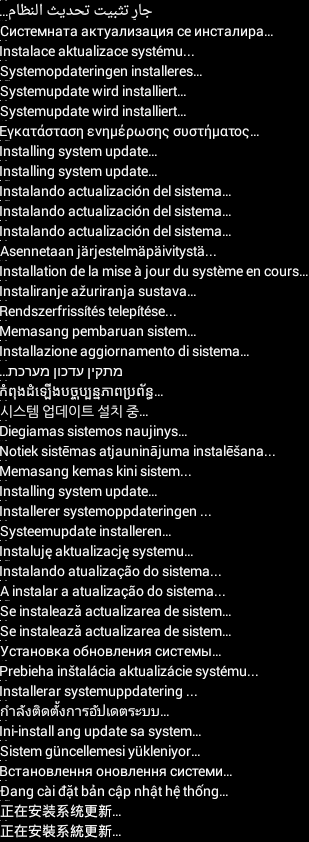 جارٍ تثبيت تحديث النظام...
Системната актуализация се инсталира...
Instalace aktualizace systému...
Systemopdateringen installeres...
Systemupdate wird installiert...
Systemupdate wird installiert...
Εγκατάσταση ενημέρωσης συστήματος...
Installing system update...
Installing system update...
Instalando actualización del sistema...
Instalando actualización del sistema...
Instalando actualización del sistema...
Asennetaan järjestelmäpäivitystä...
Installation de la mise à jour du système en cours...
Instaliranje ažuriranja sustava...
Rendszerfrissítés telepítése...
Memasang pembaruan sistem...
Installazione aggiornamento di sistema...
מתקין עדכון מערכת...
កំពុងដំឡើងបច្ចុប្បន្នភាពប្រព័ន្ធ...
시스템 업데이트 설치 중...
Diegiamas sistemos naujinys...
Notiek sistēmas atjauninājuma instalēšana...
Memasang kemas kini sistem...
Installing system update...
Installerer systemoppdateringen ...
Systeemupdate installeren...
Instaluję aktualizację systemu...
Instalando atualização do sistema...
A instalar a atualização do sistema...
Se instalează actualizarea de sistem...
Se instalează actualizarea de sistem...
Установка обновления системы...
Prebieha inštalácia aktualizácie systému...
Installerar systemuppdatering ...
กำลังติดตั้งการอัปเดตระบบ...
Ini-install ang update sa system...
Sistem güncellemesi yükleniyor...
Встановлення оновлення системи...
Đang cài đặt bản cập nhật hệ thống...
正在安装系统更新...
正在安裝系統更新...